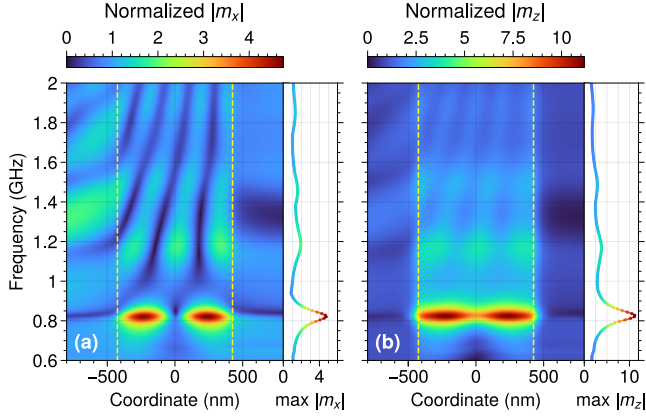 Normalized |mx| Normalized |mz|
0 1 2 3 4 0 2.5 5 7.5 10
2
1.8
1.6
1.4
1.2
1.0
0.8
0.6
Frequency (GHz)
(a) (b)
−500 0 500 4 −500 0 500 0 10
Coordinate (nm) max |mx| Coordinate (nm) max |mz|